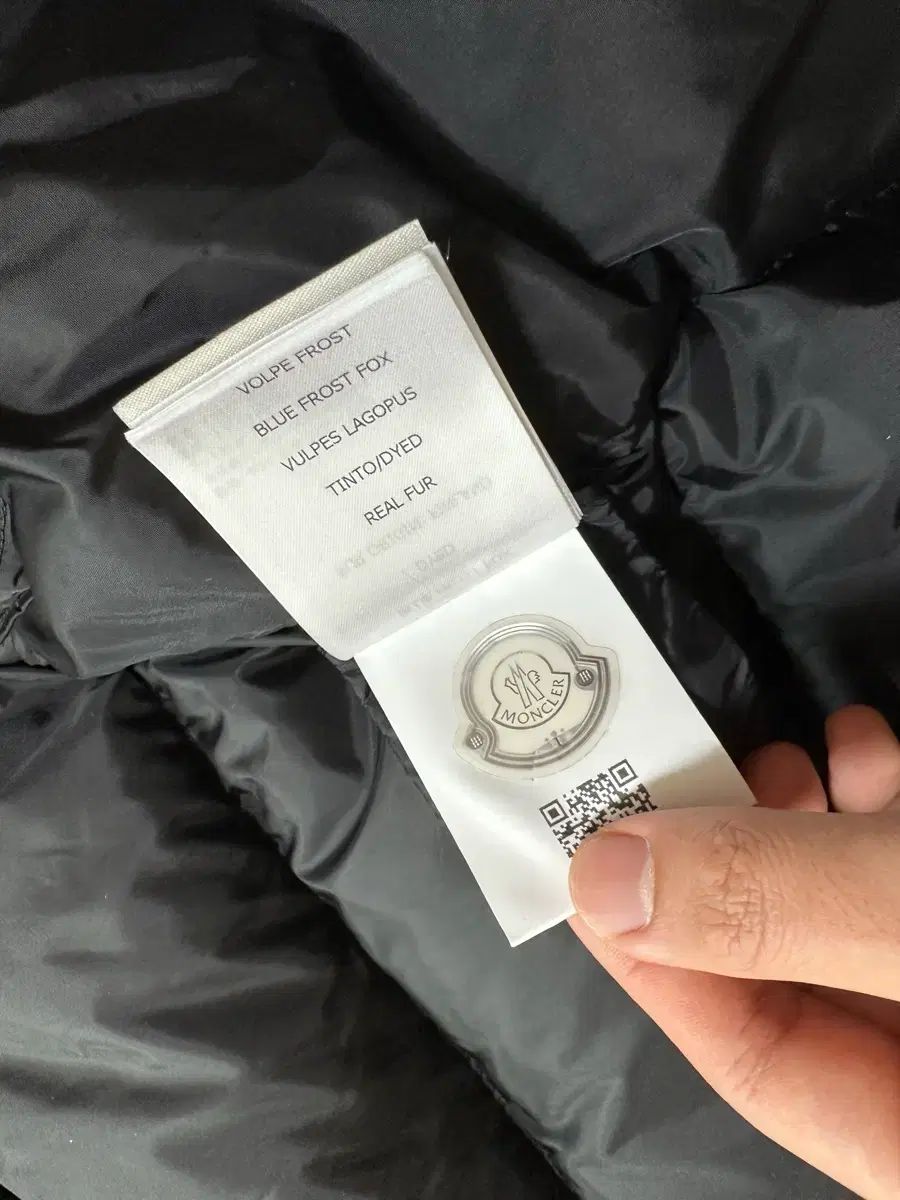 VOLPE FROST
BLUE FROST FOX
VULPES LAGOPUS
TINTO/DYED
REAL FUR
MONCLER